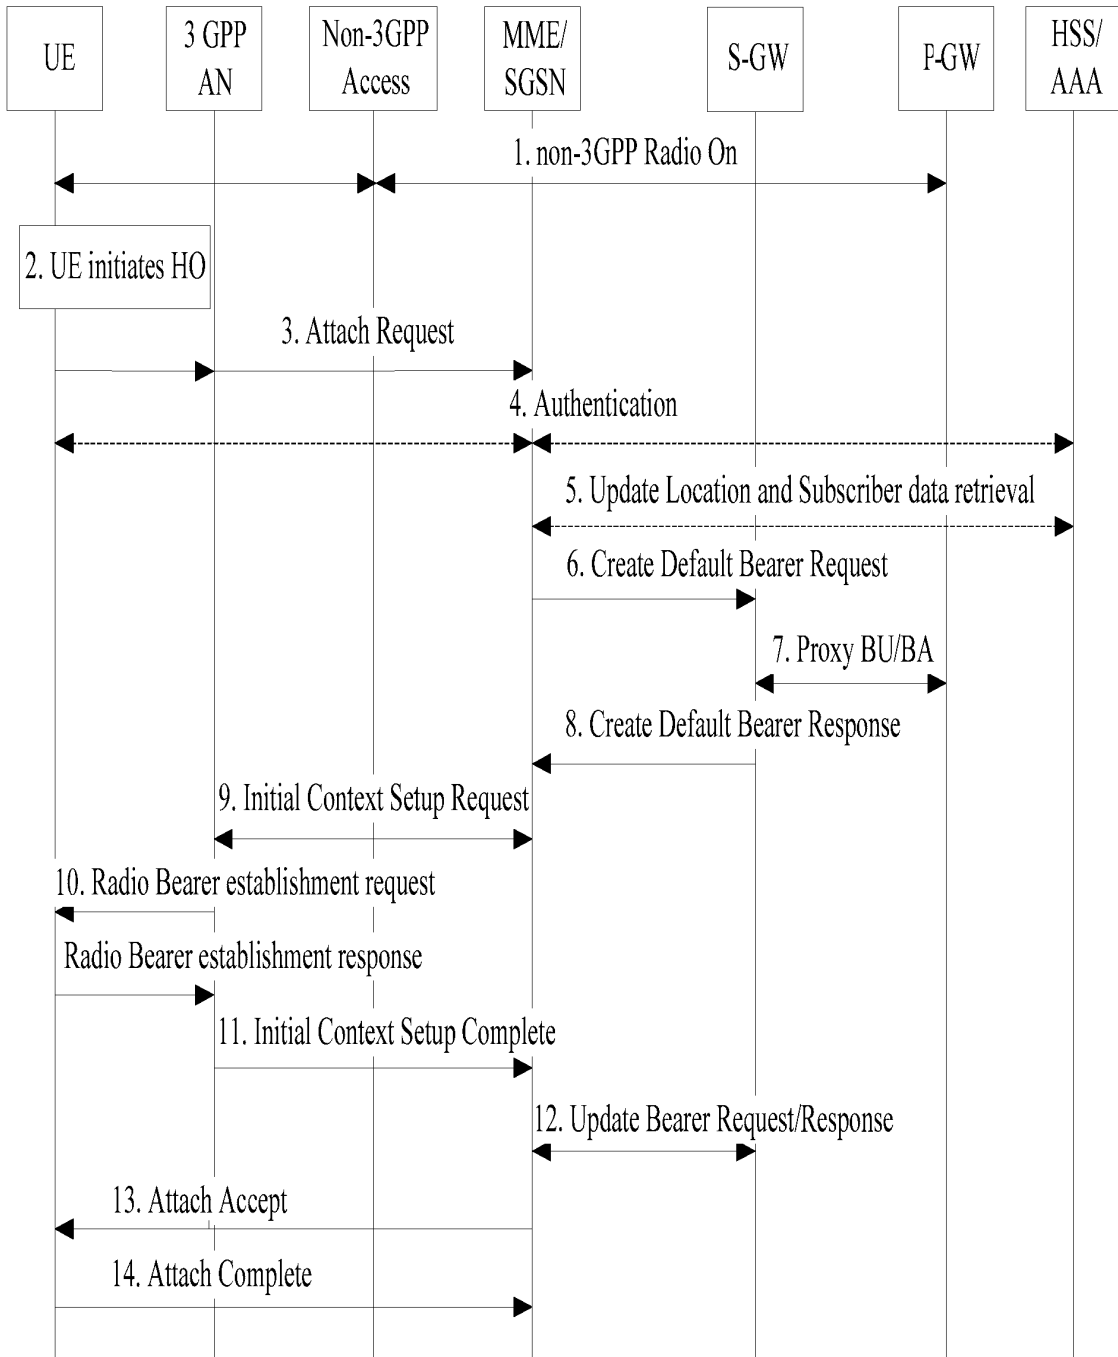 UE
3 GPP
AN
Non-3GPP
Access
MME/
SGSN
S-GW
P-GW
HSS/
AAA
1. non-3GPP Radio On
2. UE initiates HO
3. Attach Request
4. Authentication
5. Update Location and Subscriber data retrieval
6. Create Default Bearer Request
7. Proxy BU/BA
8. Create Default Bearer Response
9. Initial Context Setup Request
10. Radio Bearer establishment request
Radio Bearer establishment response
11. Initial Context Setup Complete
12. Update Bearer Request/Response
13. Attach Accept
14. Attach Complete